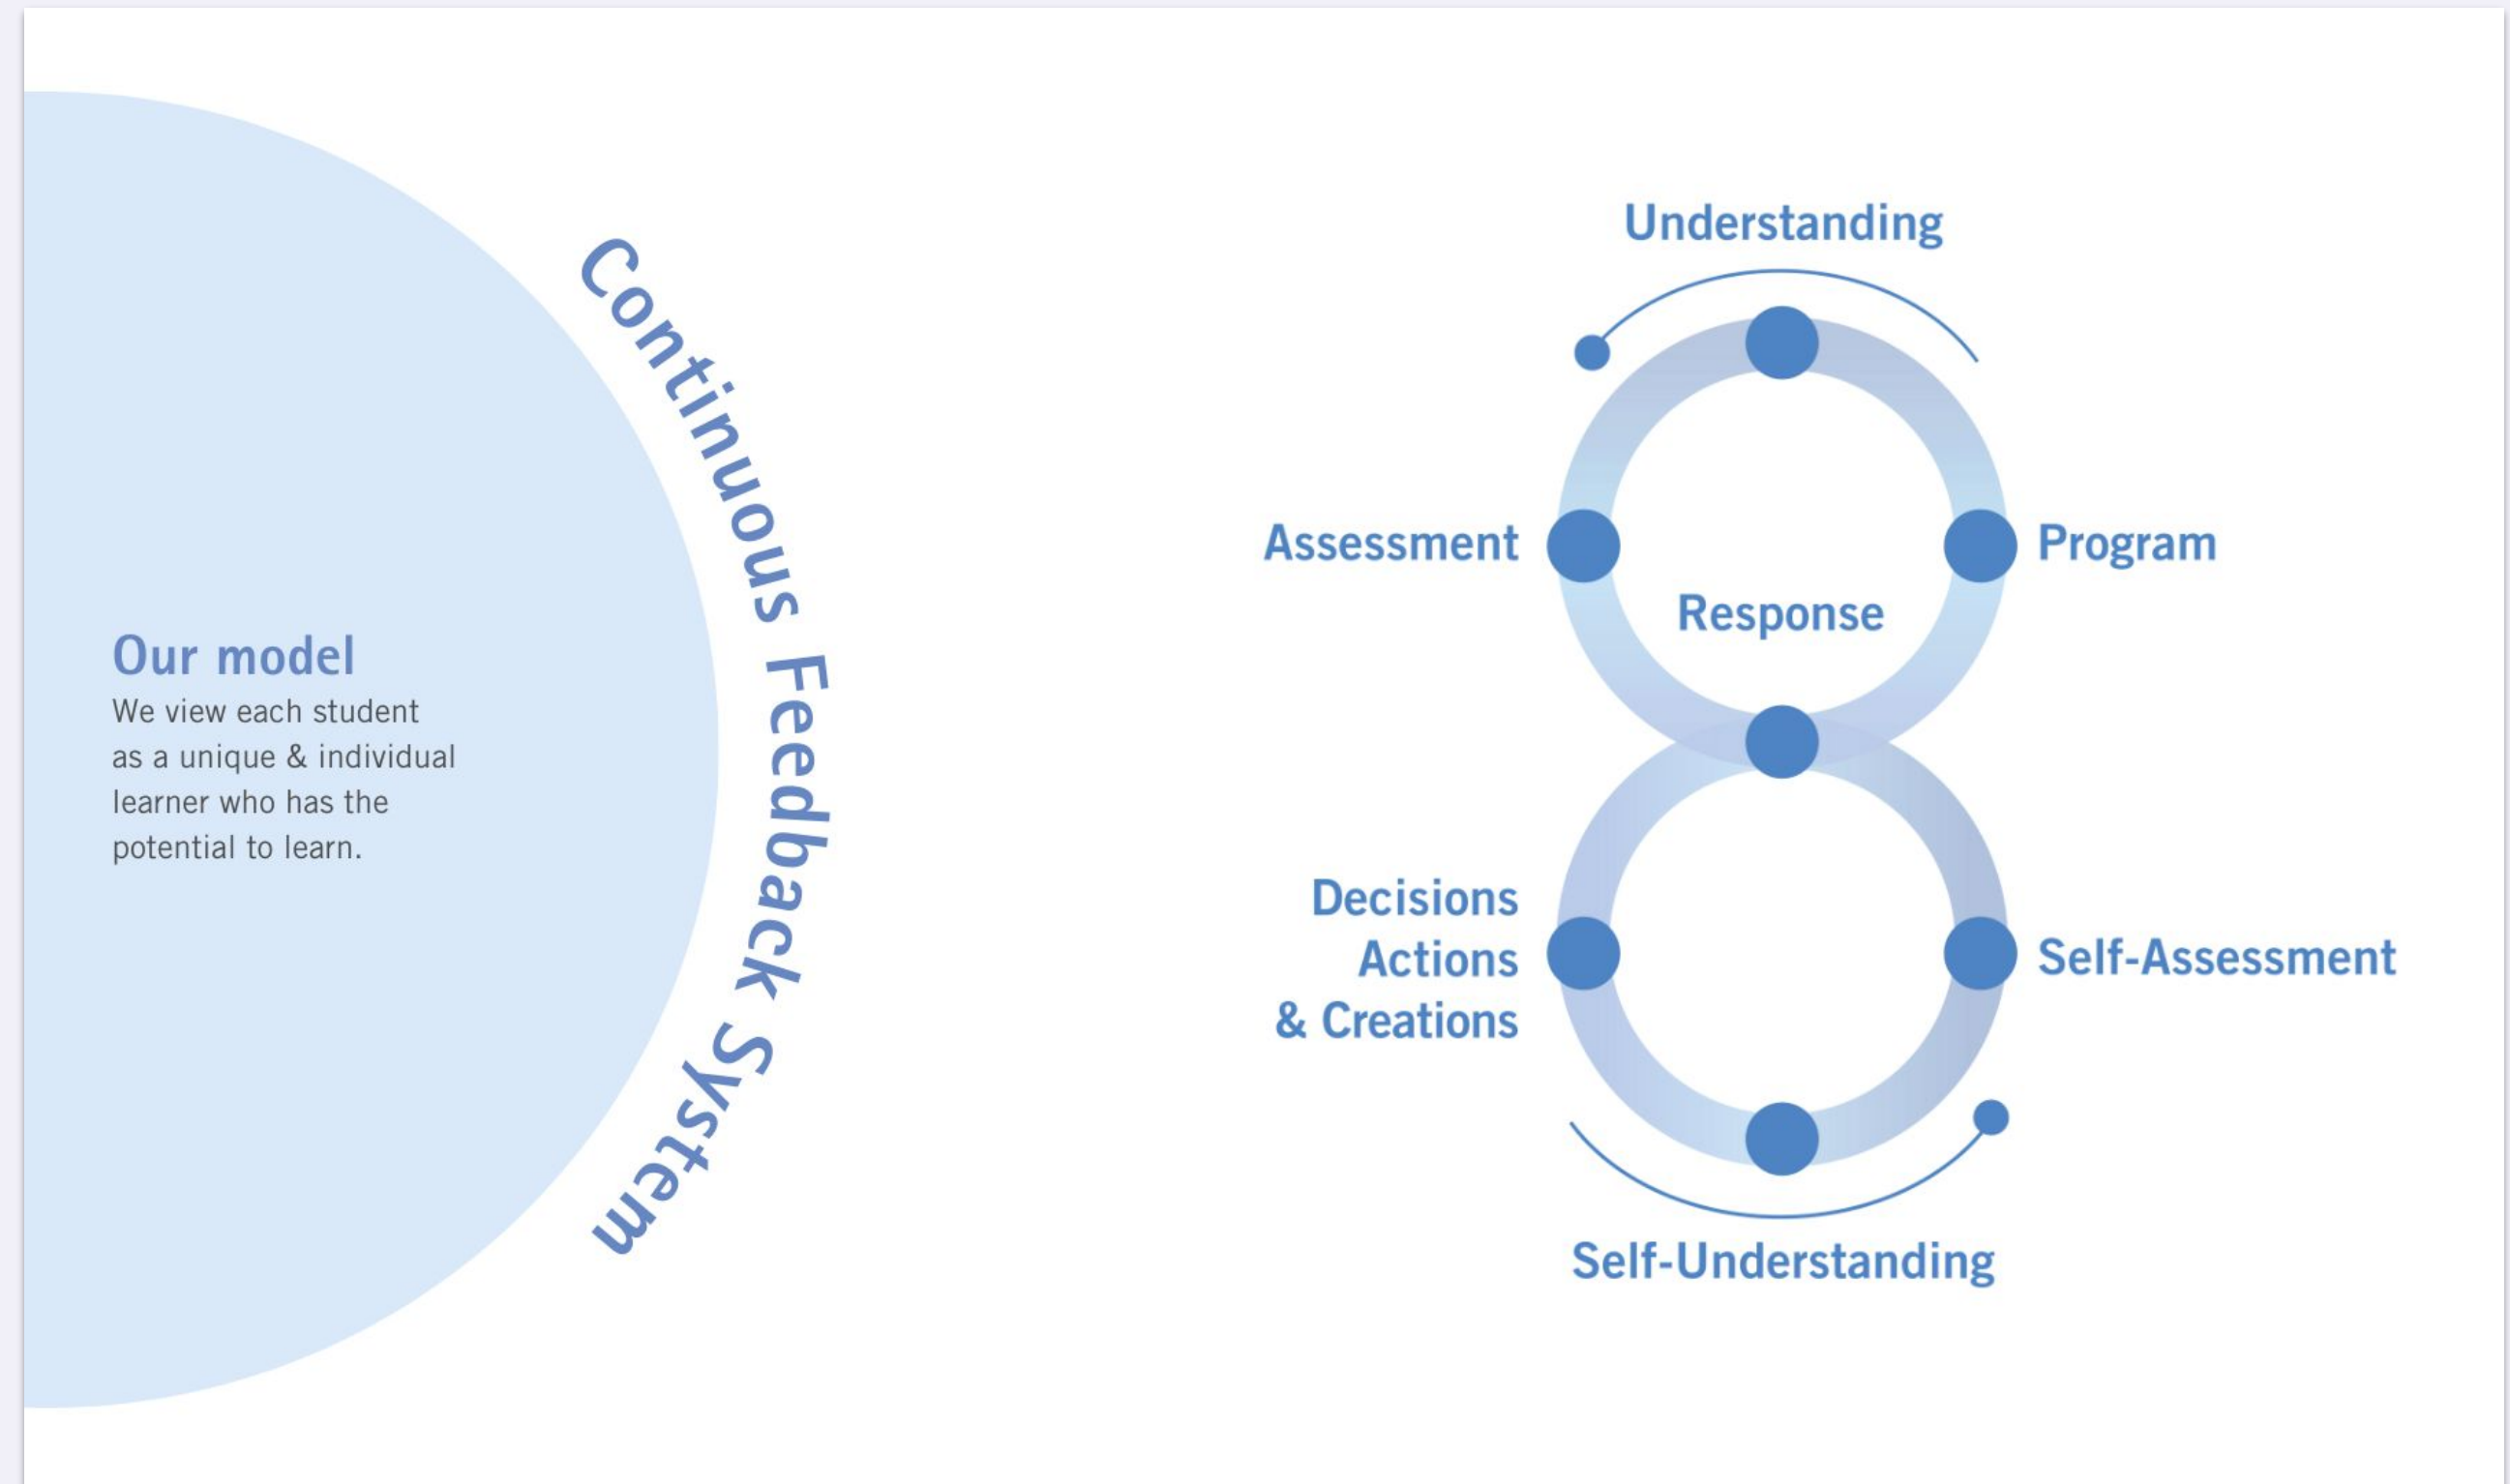 Our model
We view each student
as a unique & individual
learner who has the
potential to learn.
Continuous Feedback System
Understanding
Assessment
Program
Response
Decisions
Actions
& Creations
Self-Assessment
Self-Understanding